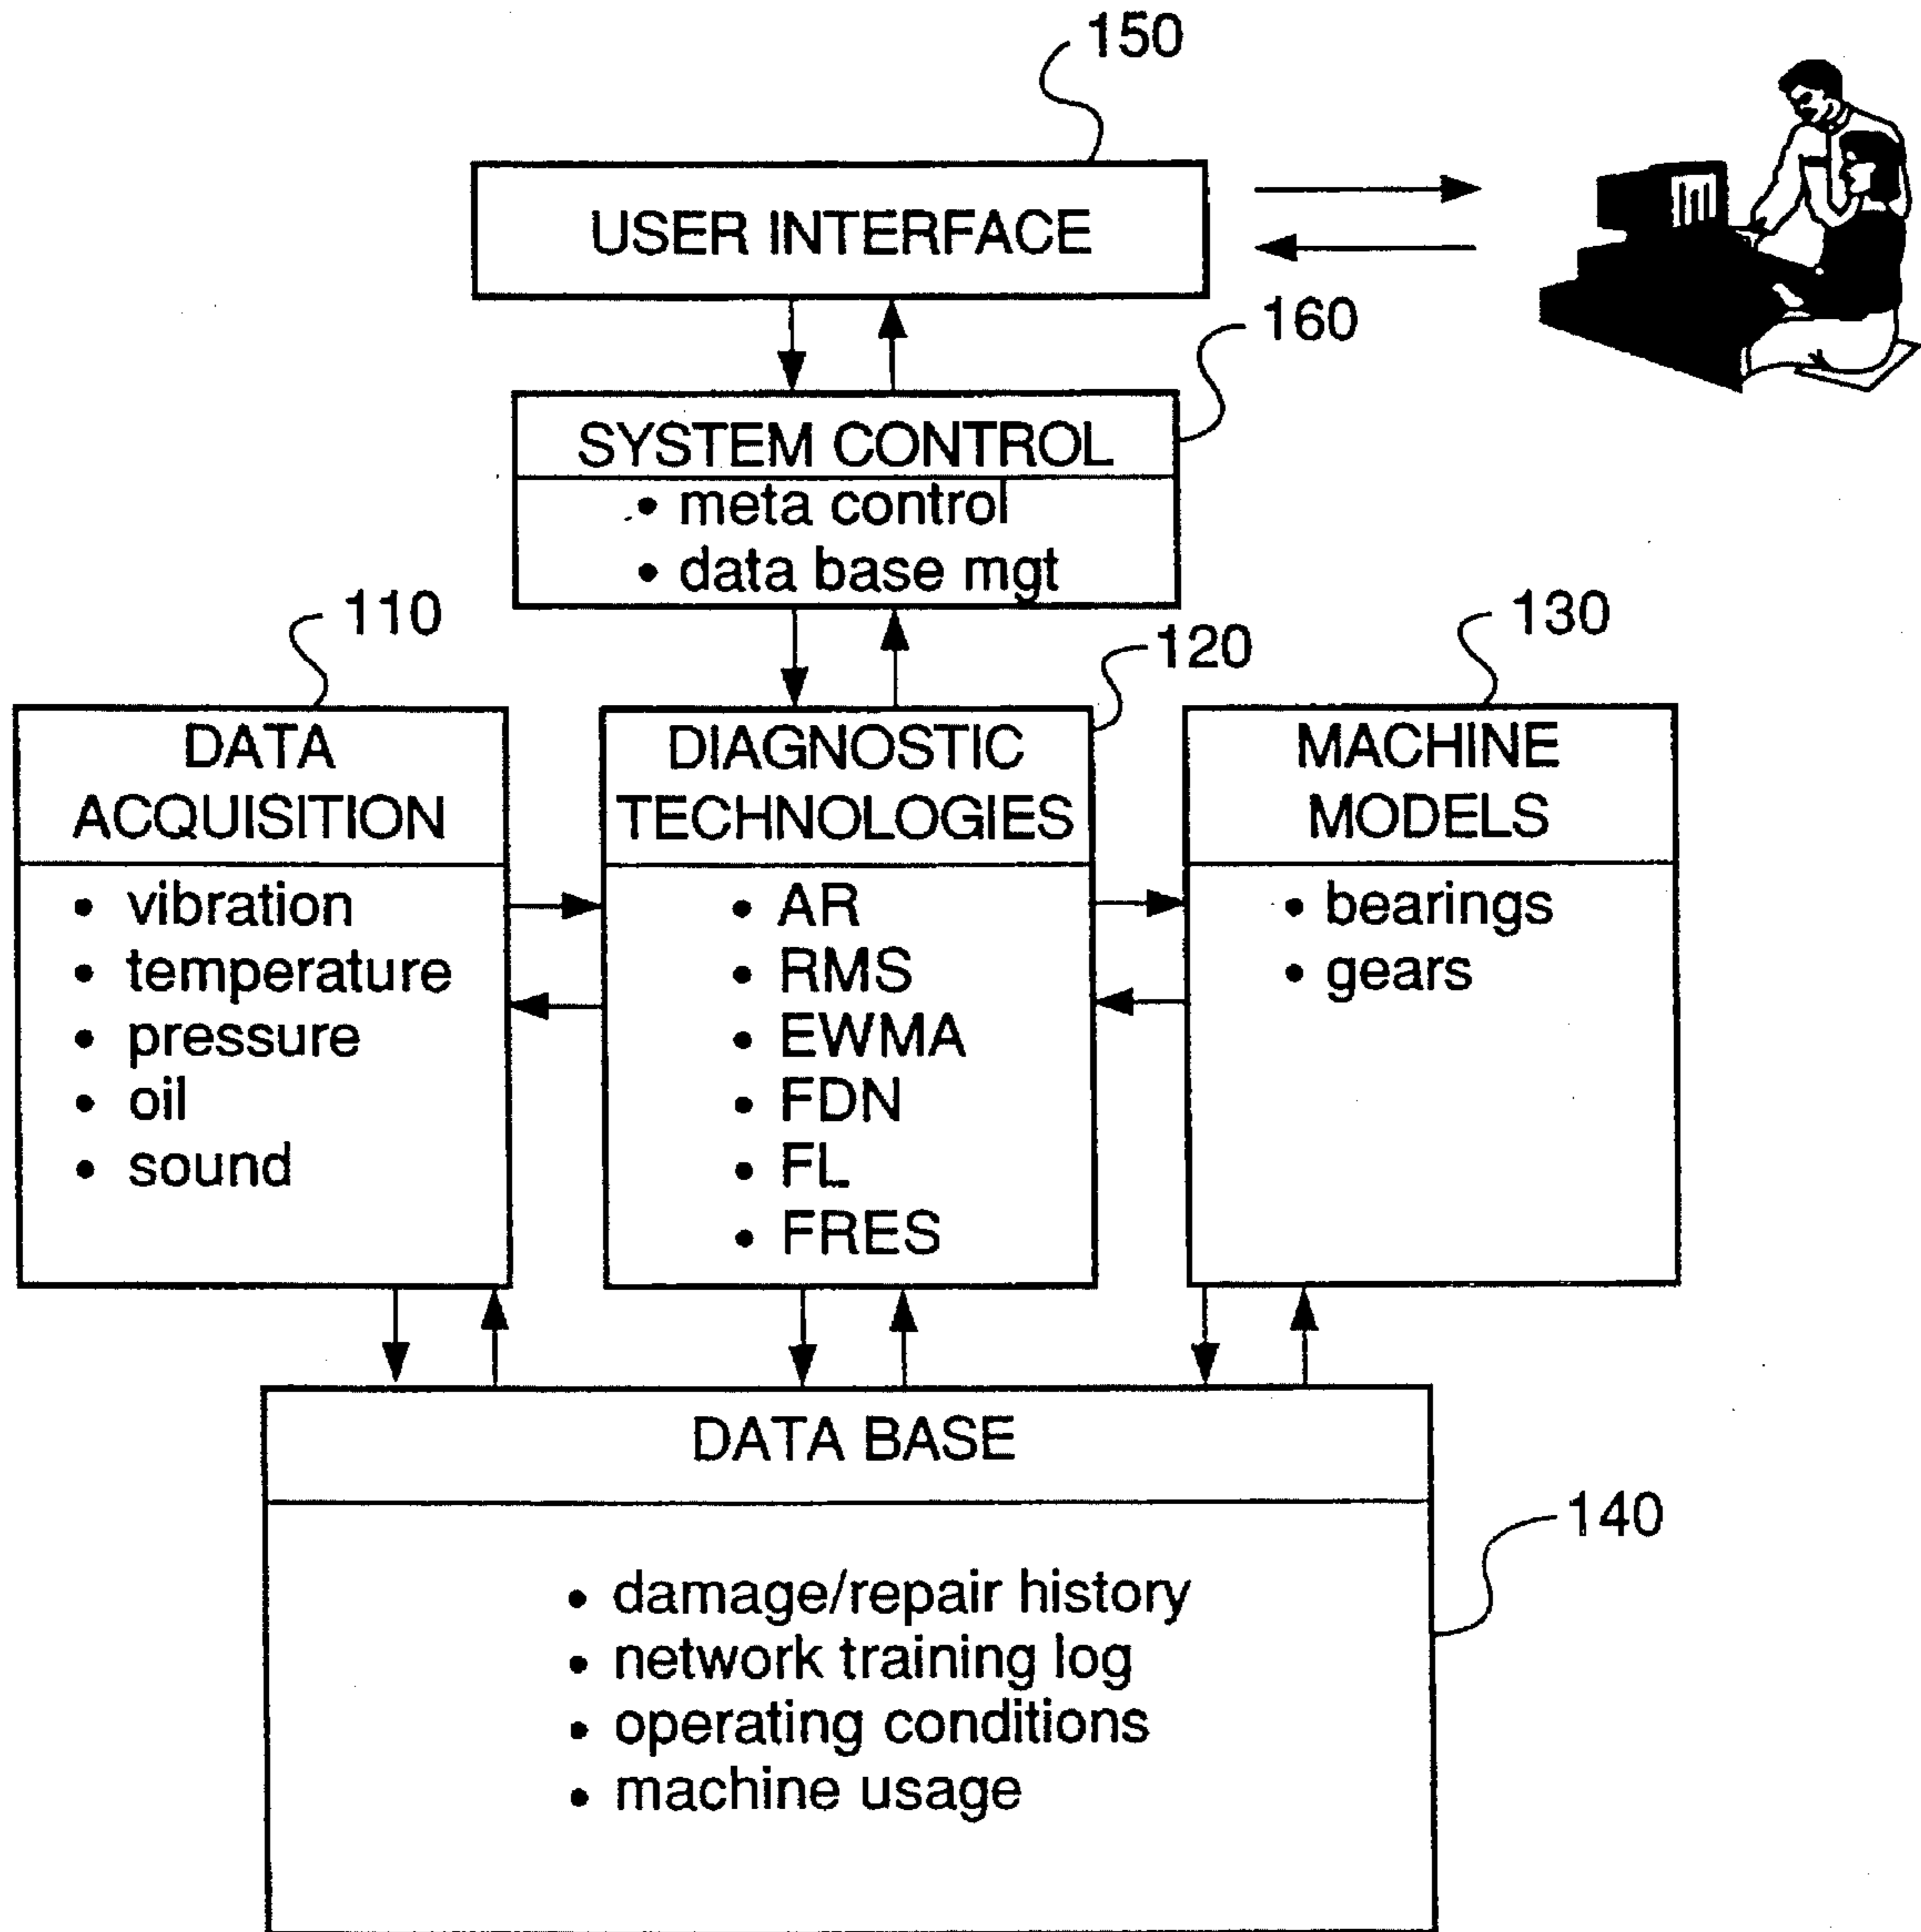 150
USER INTERFACE
160
SYSTEM CONTROL
• meta control
• data base mgt
110
120
130
DATA
ACQUISITION
• vibration
• temperature
• pressure
• oil
• sound
DIAGNOSTIC
TECHNOLOGIES
• AR
• RMS
• EWMA
• FDN
• FL
• FRES
MACHINE
MODELS
• bearings
• gears
DATA BASE
140
• damage/repair history
• network training log
• operating conditions
• machine usage